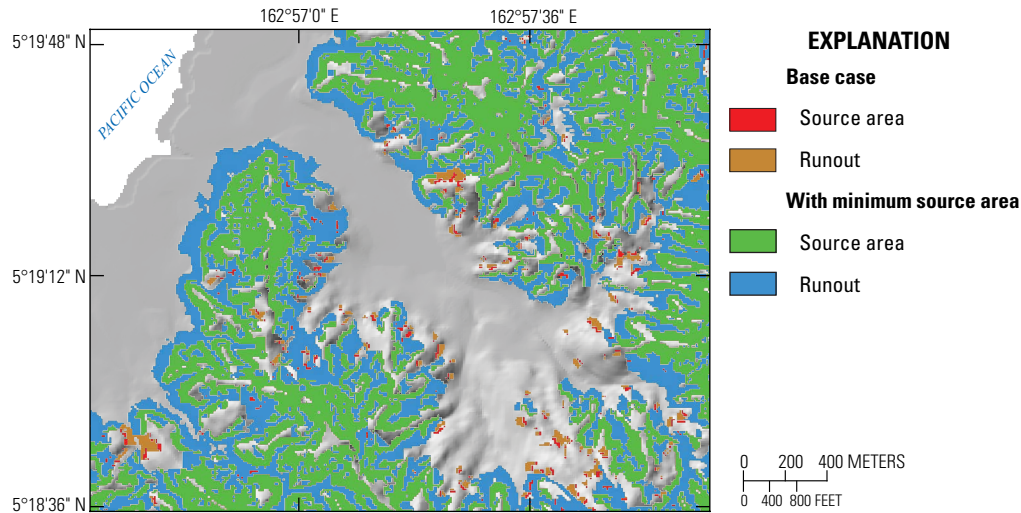 162°57'0" E
162°57'36" E
5°19'48" N
5°19'12" N
5°18'36" N
PACIFIC OCEAN
EXPLANATION
Base case
Source area
Runout
With minimum source area
Source area
Runout
0 200 400 METERS
0 400 800 FEET